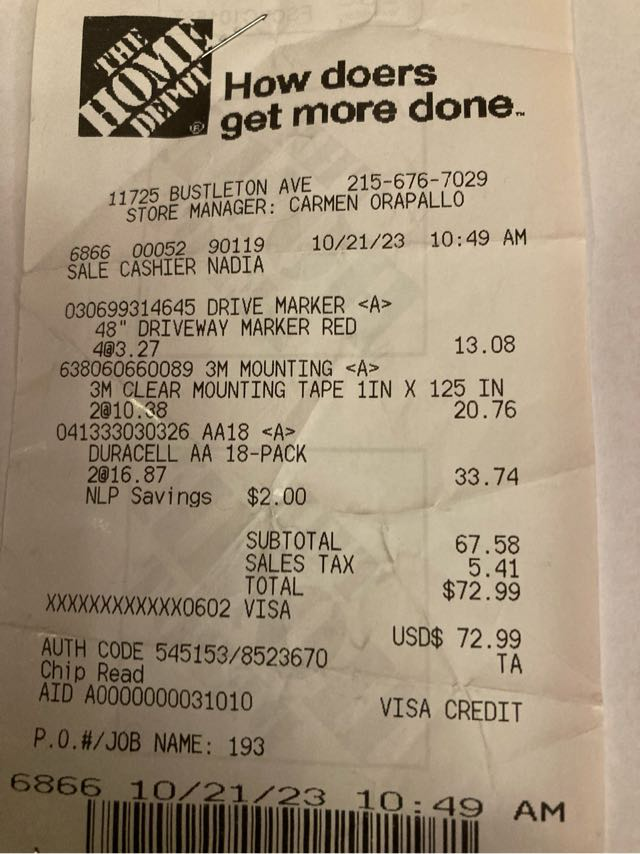 THE
HOME
DEPOT
®
How doers
get more done™
11725 BUSTLETON AVE 215-676-7029
STORE MANAGER: CARMEN ORAPALLO
6866 00052 90119 10/21/23 10:49 AM
SALE CASHIER NADIA
030699314645 DRIVE MARKER <A>
48" DRIVEWAY MARKER RED
4@3.27 13.08
638060660089 3M MOUNTING <A>
3M CLEAR MOUNTING TAPE 1IN X 125 IN
2@10.38 20.76
041333030326 AA18 <A>
DURACELL AA 18-PACK
2@16.87 33.74
NLP Savings $2.00
SUBTOTAL 67.58
SALES TAX 5.41
TOTAL $72.99
XXXXXXXXXXXX0602 VISA
USD$ 72.99
AUTH CODE 545153/8523670 TA
Chip Read
AID A0000000031010 VISA CREDIT
P.O.#/JOB NAME: 193
6866 10/21/23 10:49 AM